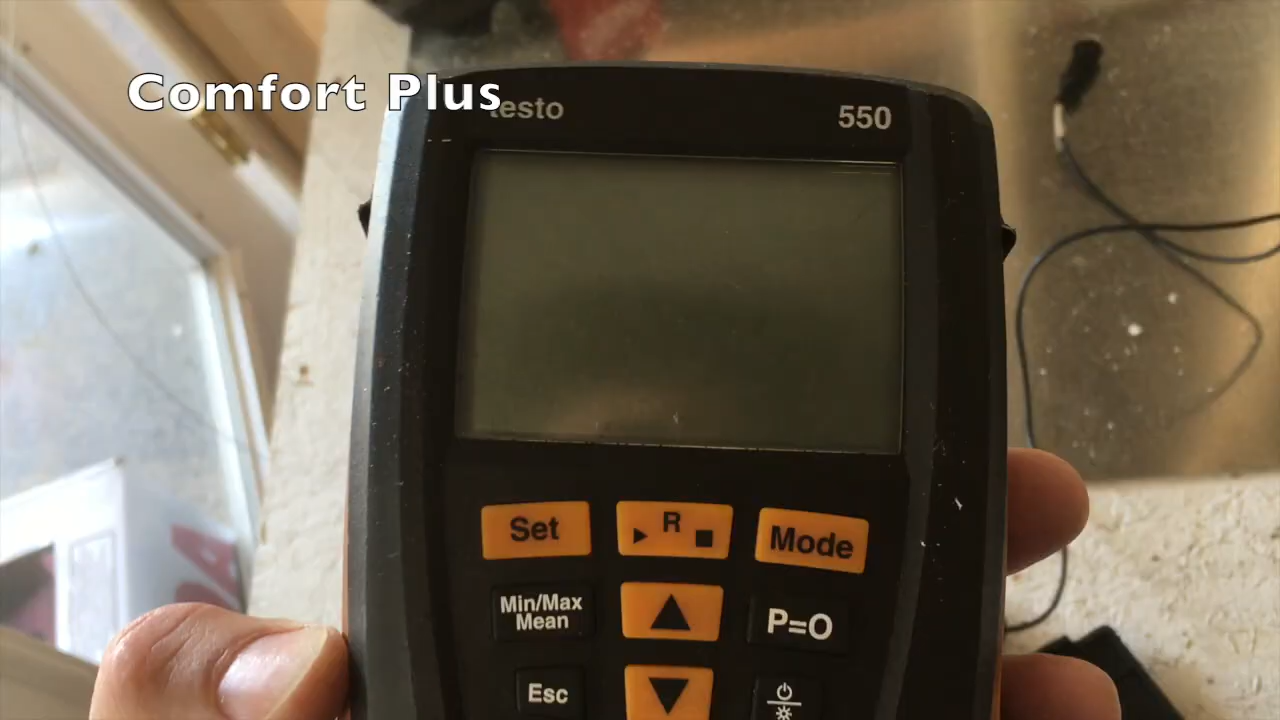 Comfort Plus
testo 550
Set R Mode
Min/Max
Mean
P=O
Esc